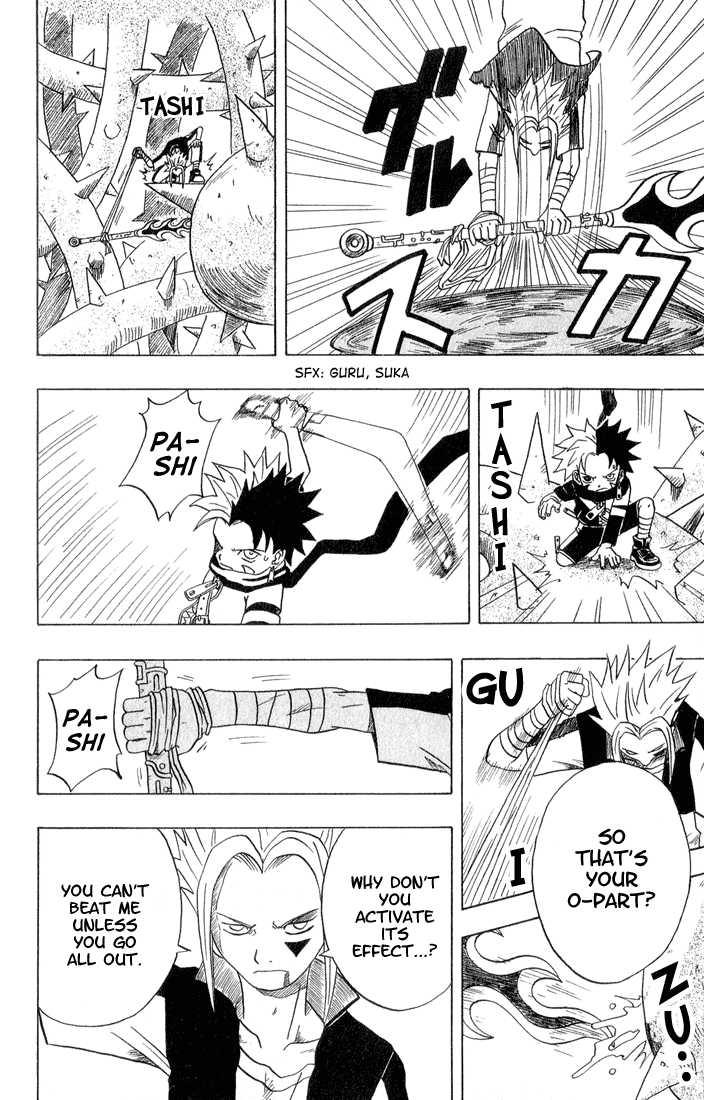 グル
スカ
TASHI
SFX: GURU, SUKA
TASHI
PA-
SHI
GU
I
SO
THAT'S
YOUR
O-PART?
PA-
SHI
ZU..
WHY DON'T
YOU
ACTIVATE
ITS
EFFECT...?
YOU CAN'T
BEAT ME
UNLESS
YOU GO
ALL OUT.